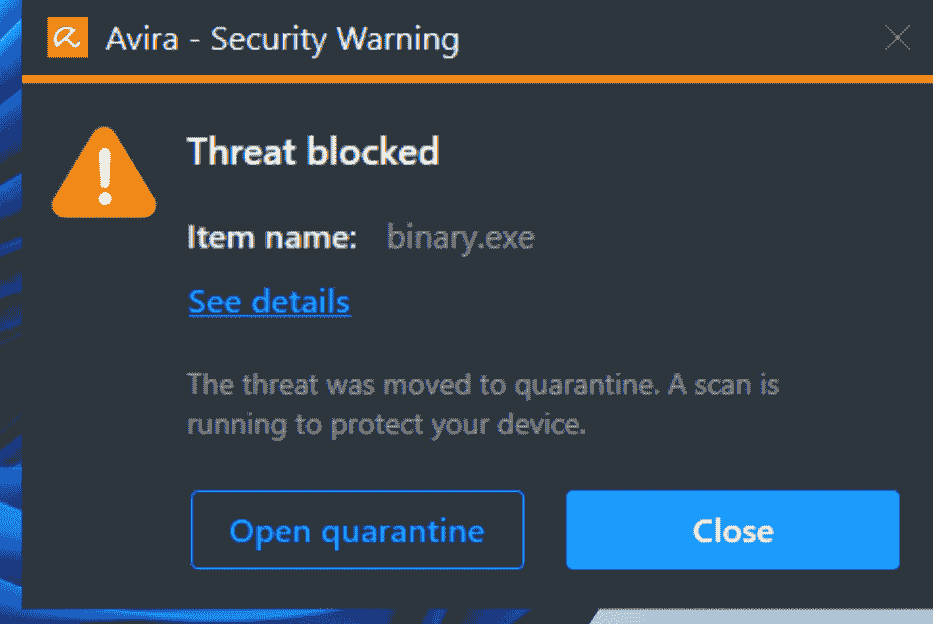 Avira - Security Warning
Threat blocked
Item name: binary.exe
See details
The threat was moved to quarantine. A scan is
running to protect your device.
Open quarantine
Close